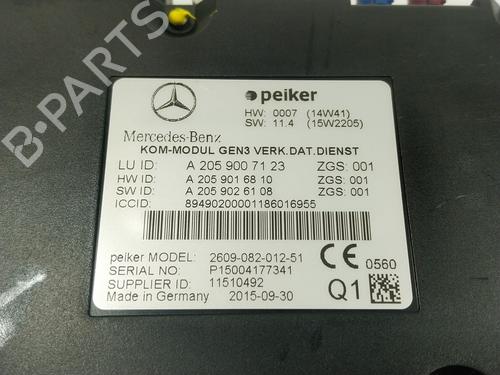 B-PARTS
peiker
HW: 0007 (14W41)
SW: 11.4 (15W2205)
Mercedes-Benz
KOM-MODUL GEN3 VERK.DAT.DIENST
LU ID: A 205 900 71 23 ZGS: 001
HW ID: A 205 901 68 10 ZGS: 001
SW ID: A 205 902 61 08 ZGS: 001
ICCID: 89490200001186016955
peiker MODEL: 2609-082-012-51
SERIAL NO: P15004177341
SUPPLIER ID: 11510492
Made in Germany 2015-09-30
CE 0560
Q1